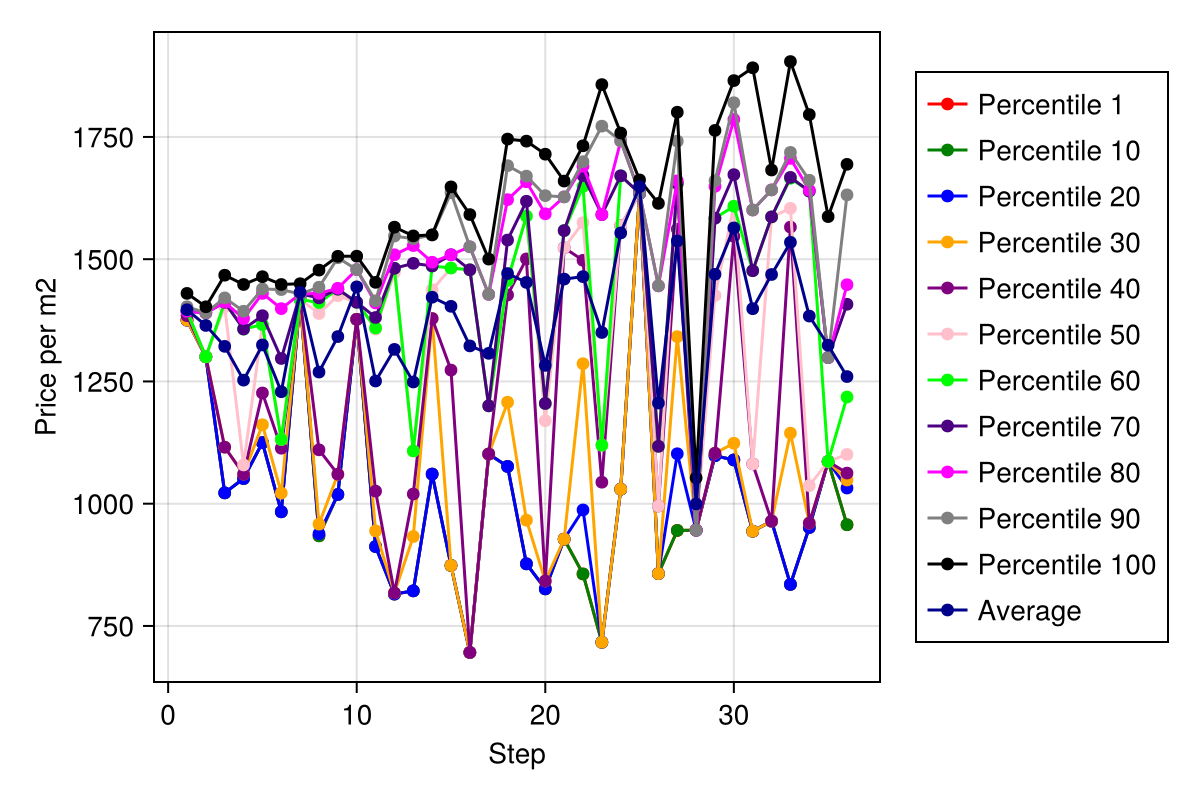 1750
1500
1250
1000
750
Price per m2
0 10 20 30
Step
Percentile 1
Percentile 10
Percentile 20
Percentile 30
Percentile 40
Percentile 50
Percentile 60
Percentile 70
Percentile 80
Percentile 90
Percentile 100
Average